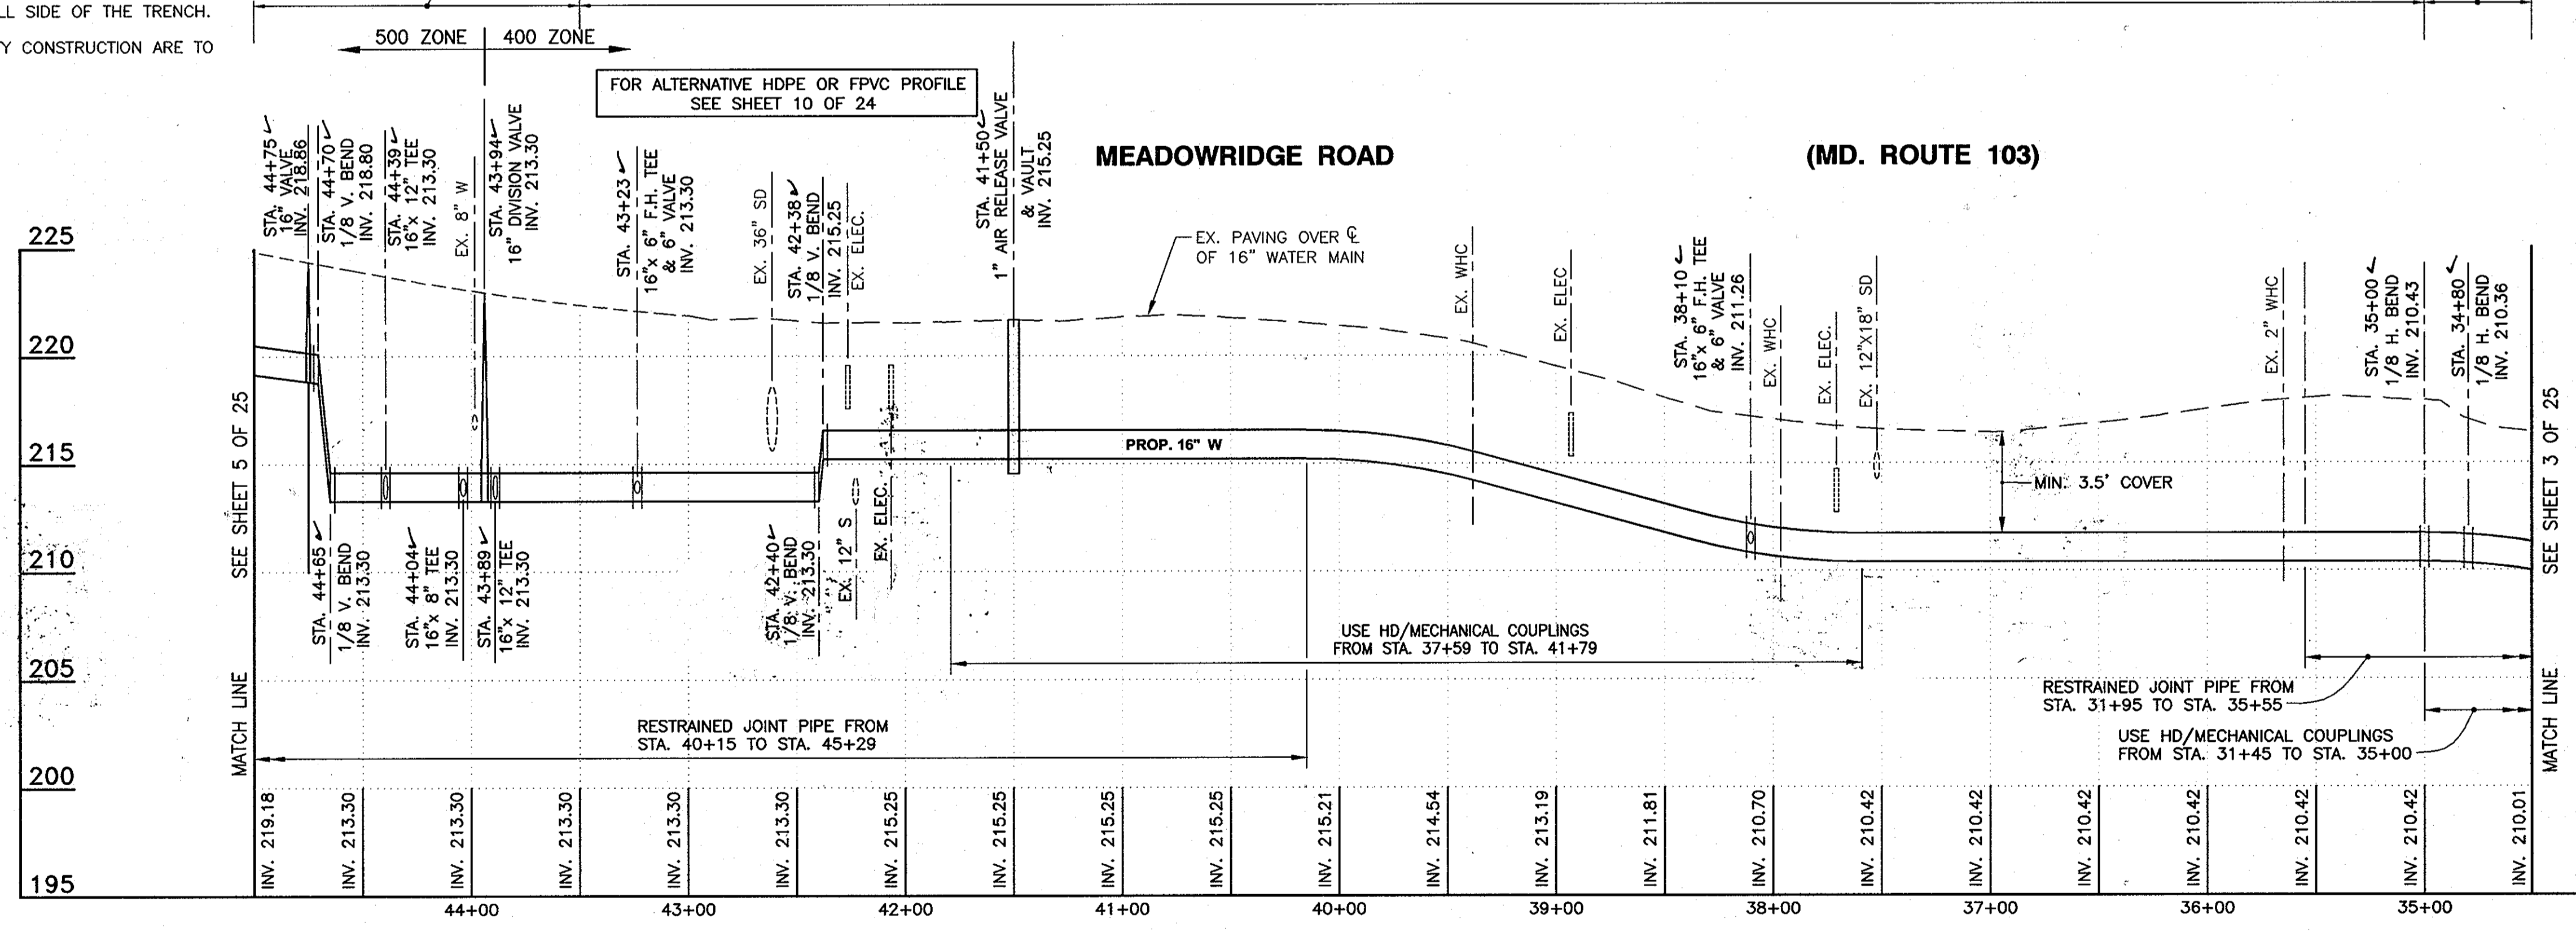 LL SIDE OF THE TRENCH.
Y CONSTRUCTION ARE TO
500 ZONE
400 ZONE
FOR ALTERNATIVE HDPE OR FPVC PROFILE
SEE SHEET 10 OF 24
MEADOWRIDGE ROAD
(MD. ROUTE 103)
STA. 44+75
16" VALVE
INV. 218.86
STA. 44+70
1/8 V. BEND
INV. 218.80
STA. 44+39
16"x 12" TEE
INV. 213.30
EX. 8" W
STA. 43+94
16" DIVISION VALVE
INV. 213.30
STA. 43+23
16"x 6" F.H. TEE
& 6" VALVE
INV. 213.30
EX. 36" SD
STA. 42+38
1/8 V. BEND
INV. 215.25
EX. ELEC.
STA. 41+50
1" AIR RELEASE VALVE
& VAULT
INV. 215.25
EX. PAVING OVER ℄
OF 16" WATER MAIN
EX. WHC
EX. ELEC
STA. 38+10
16"x 6" F.H. TEE
& 6" VALVE
INV. 211.26
EX. WHC
EX. ELEC.
EX. 12"X18" SD
EX. 2" WHC
STA. 35+00
1/8 H. BEND
INV. 210.43
STA. 34+80
1/8 H. BEND
INV. 210.36
225
220
215
210
205
200
195
MATCH LINE
SEE SHEET 5 OF 25
PROP. 16" W
MIN. 3.5' COVER
STA. 44+65
1/8 V. BEND
INV. 213.30
STA. 44+04
16"x 8" TEE
INV. 213.30
STA. 43+89
16"x 12" TEE
INV. 213.30
STA. 42+40
1/8 V. BEND
INV. 213.30
EX. 12" S
EX. ELEC.
USE HD/MECHANICAL COUPLINGS
FROM STA. 37+59 TO STA. 41+79
RESTRAINED JOINT PIPE FROM
STA. 40+15 TO STA. 45+29
RESTRAINED JOINT PIPE FROM
STA. 31+95 TO STA. 35+55
USE HD/MECHANICAL COUPLINGS
FROM STA. 31+45 TO STA. 35+00
MATCH LINE
SEE SHEET 3 OF 25
INV. 219.18
INV. 213.30
INV. 213.30
INV. 213.30
INV. 213.30
INV. 213.30
INV. 215.25
INV. 215.25
INV. 215.25
INV. 215.25
INV. 215.21
INV. 214.54
INV. 213.19
INV. 211.81
INV. 210.70
INV. 210.42
INV. 210.42
INV. 210.42
INV. 210.42
INV. 210.42
INV. 210.42
INV. 210.01
44+00
43+00
42+00
41+00
40+00
39+00
38+00
37+00
36+00
35+00